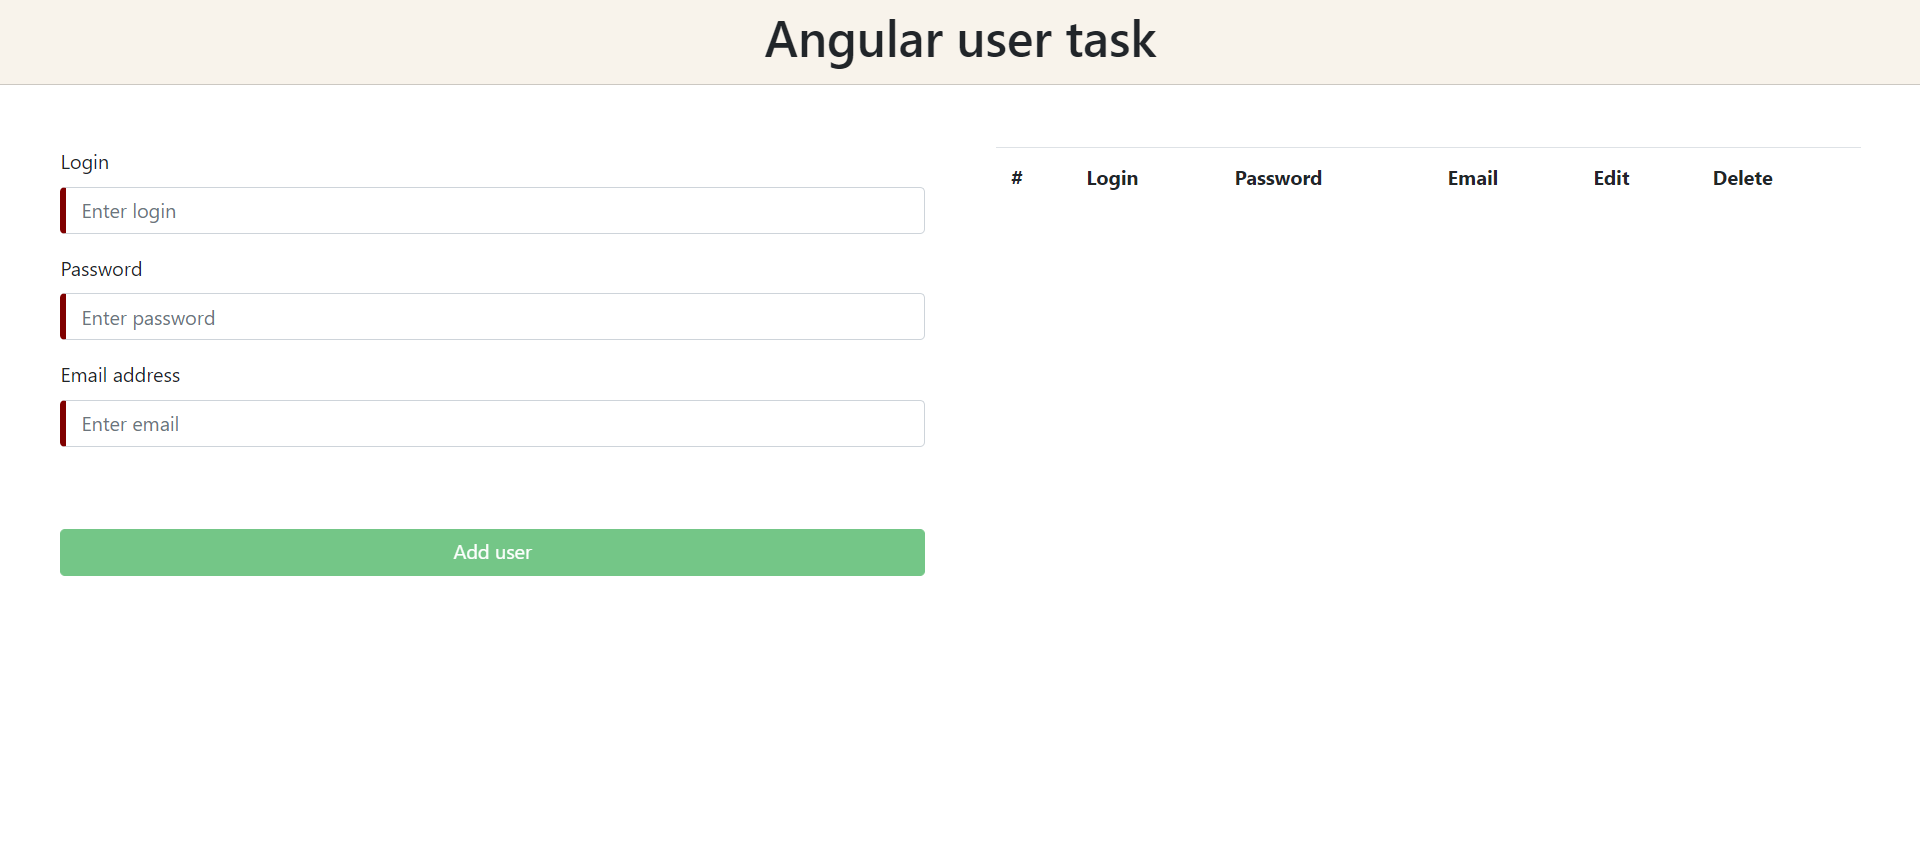 Angular user task
Login
Enter login
Password
Enter password
Email address
Enter email
Add user
# Login Password Email Edit Delete